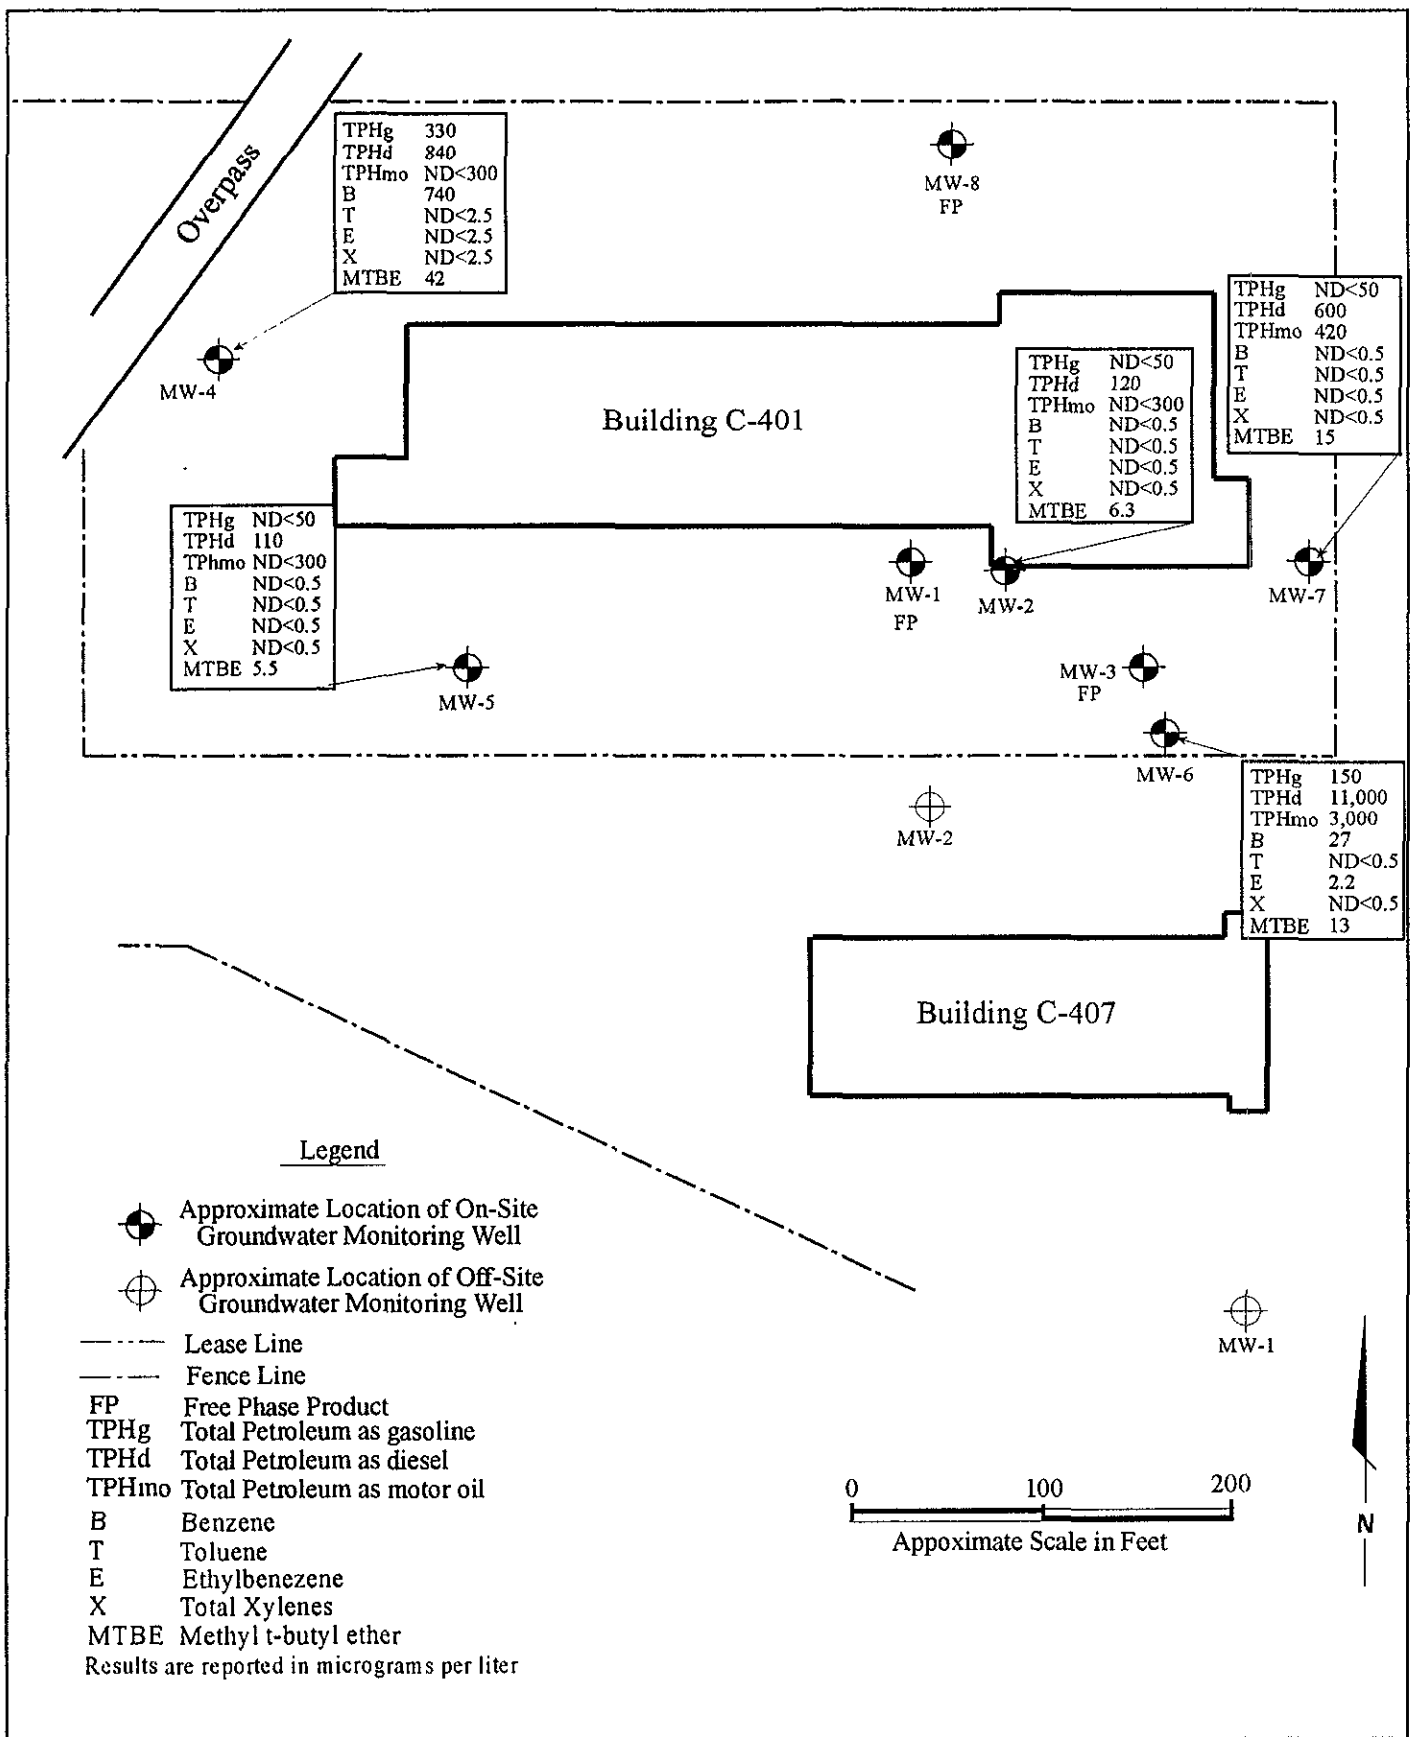 Overpass
TPHg 330
TPHd 840
TPHmo ND<300
B 740
T ND<2.5
E ND<2.5
X ND<2.5
MTBE 42
MW-8
FP
MW-4
Building C-401
TPHg ND<50
TPHd 120
TPHmo ND<300
B ND<0.5
T ND<0.5
E ND<0.5
X ND<0.5
MTBE 6.3
TPHg ND<50
TPHd 600
TPHmo 420
B ND<0.5
T ND<0.5
E ND<0.5
X ND<0.5
MTBE 15
TPHg ND<50
TPHd 110
TPhmo ND<300
B ND<0.5
T ND<0.5
E ND<0.5
X ND<0.5
MTBE 5.5
MW-1
FP
MW-2
MW-7
MW-5
MW-3
FP
MW-6
TPHg 150
TPHd 11,000
TPHmo 3,000
B 27
T ND<0.5
E 2.2
X ND<0.5
MTBE 13
MW-2
Building C-407
Legend
Approximate Location of On-Site
Groundwater Monitoring Well
Approximate Location of Off-Site
Groundwater Monitoring Well
Lease Line
Fence Line
FP Free Phase Product
TPHg Total Petroleum as gasoline
TPHd Total Petroleum as diesel
TPHmo Total Petroleum as motor oil
B Benzene
T Toluene
E Ethylbenezene
X Total Xylenes
MTBE Methyl t-butyl ether
Results are reported in micrograms per liter
MW-1
0 100 200
Appoximate Scale in Feet
N